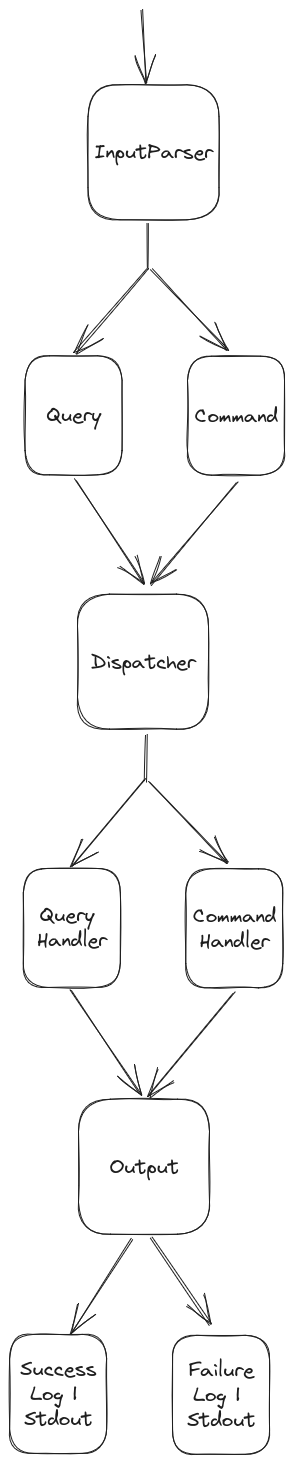 InputParser
Query
Command
Dispatcher
Query
Handler
Command
Handler
Output
Success
Log |
Stdout
Failure
Log |
Stdout